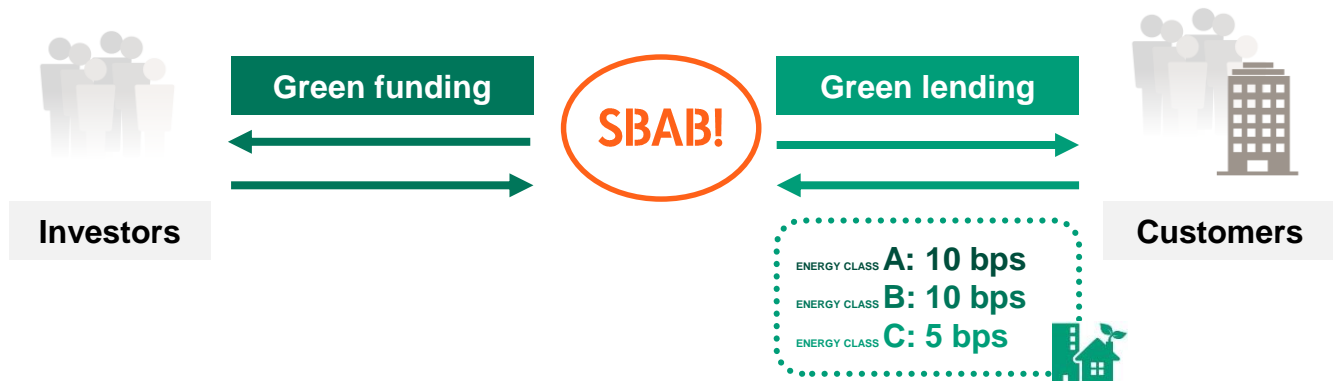 Green funding
SBAB!
Green lending
Investors
Customers
ENERGY CLASS A: 10 bps
ENERGY CLASS B: 10 bps
ENERGY CLASS C: 5 bps